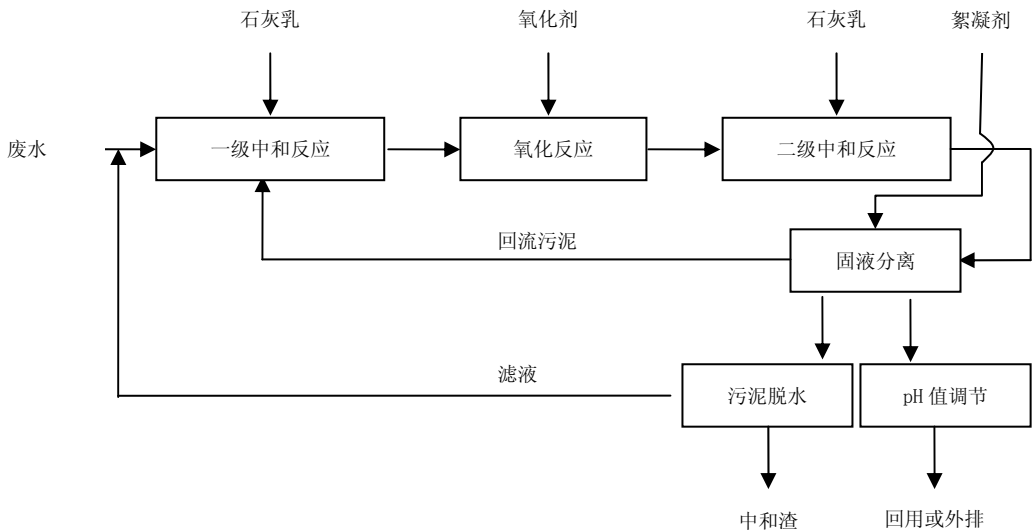 石灰乳
氧化剂
石灰乳
絮凝剂
废水
一级中和反应
氧化反应
二级中和反应
回流污泥
固液分离
滤液
污泥脱水
pH 值调节
中和渣
回用或外排